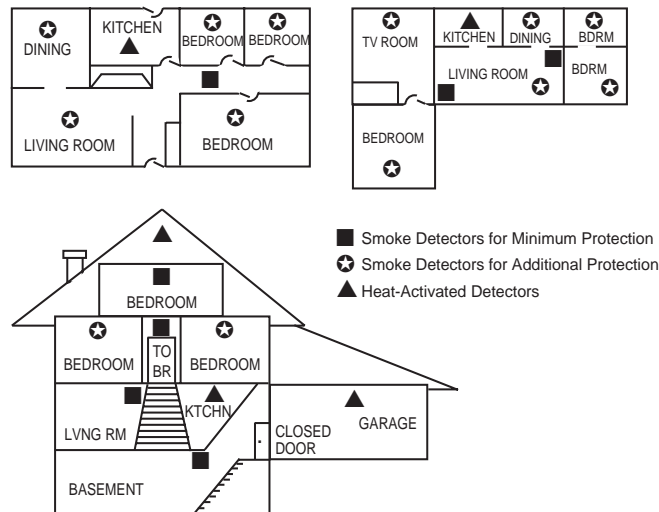 DINING
KITCHEN
BEDROOM
BEDROOM
LIVING ROOM
BEDROOM
TV ROOM
KITCHEN
DINING
BDRM
LIVING ROOM
BDRM
BEDROOM
Smoke Detectors for Minimum Protection
Smoke Detectors for Additional Protection
Heat-Activated Detectors
BEDROOM
BEDROOM
TO
BR
BEDROOM
LVNG RM
KTCHN
CLOSED
DOOR
GARAGE
BASEMENT